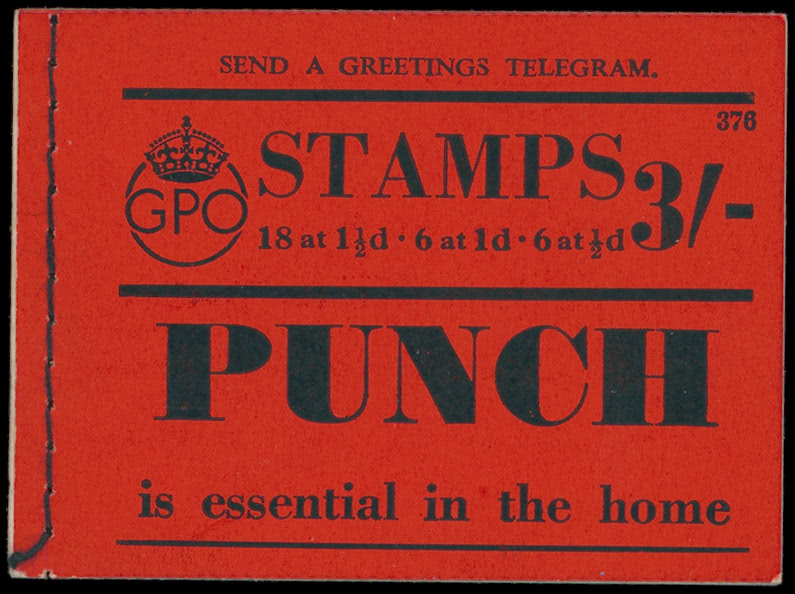 SEND A GREETINGS TELEGRAM.
376
GPO STAMPS 3/-
18 at 1½d · 6 at 1d · 6 at ½d
PUNCH
is essential in the home